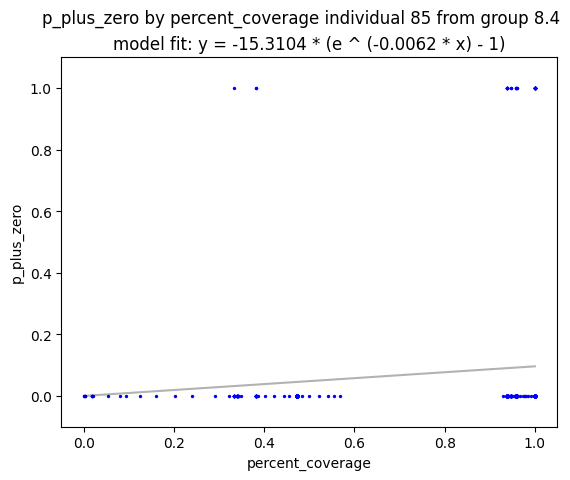 p_plus_zero by percent_coverage individual 85 from group 8.4
model fit: y = -15.3104 * (e ^ (-0.0062 * x) - 1)
1.0
0.8
0.6
0.4
0.2
0.0
p_plus_zero
0.0 0.2 0.4 0.6 0.8 1.0
percent_coverage